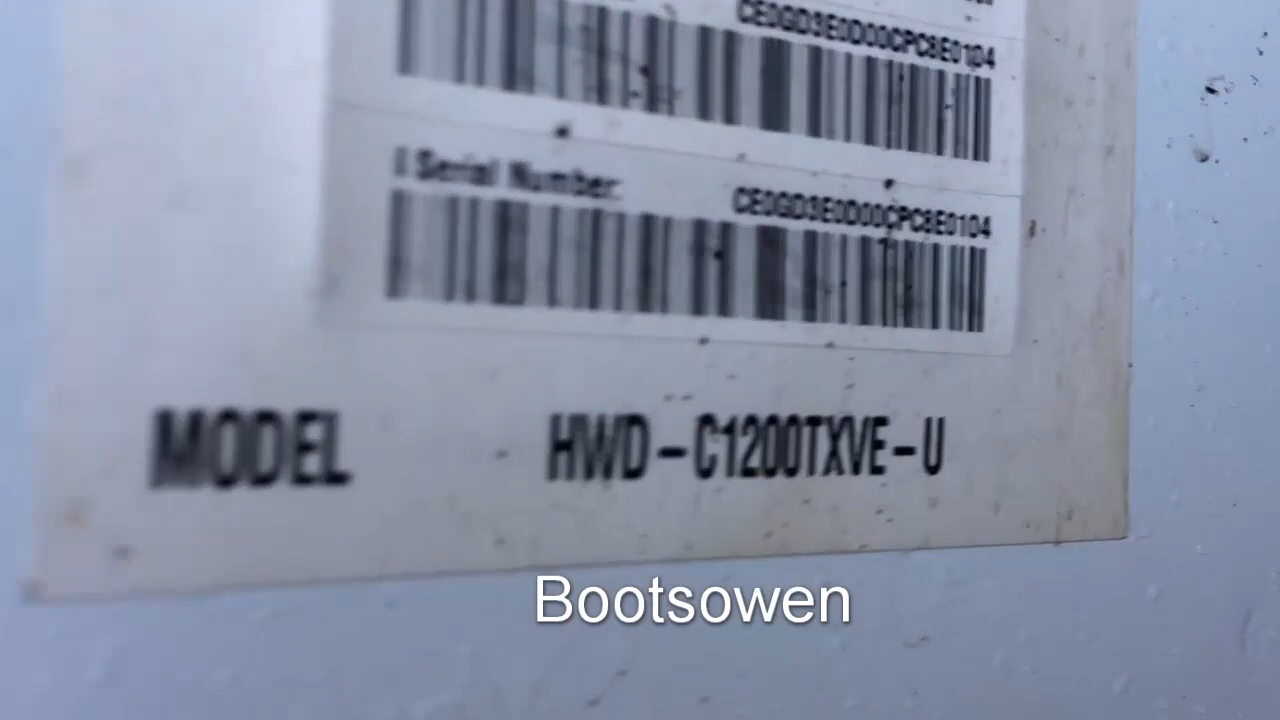 CE0GD3E0D00CPC8E0104
Serial Number: CE0GD3E0D00CPC8E0104
MODEL HWD-C1200TXVE-U
Bootsowen